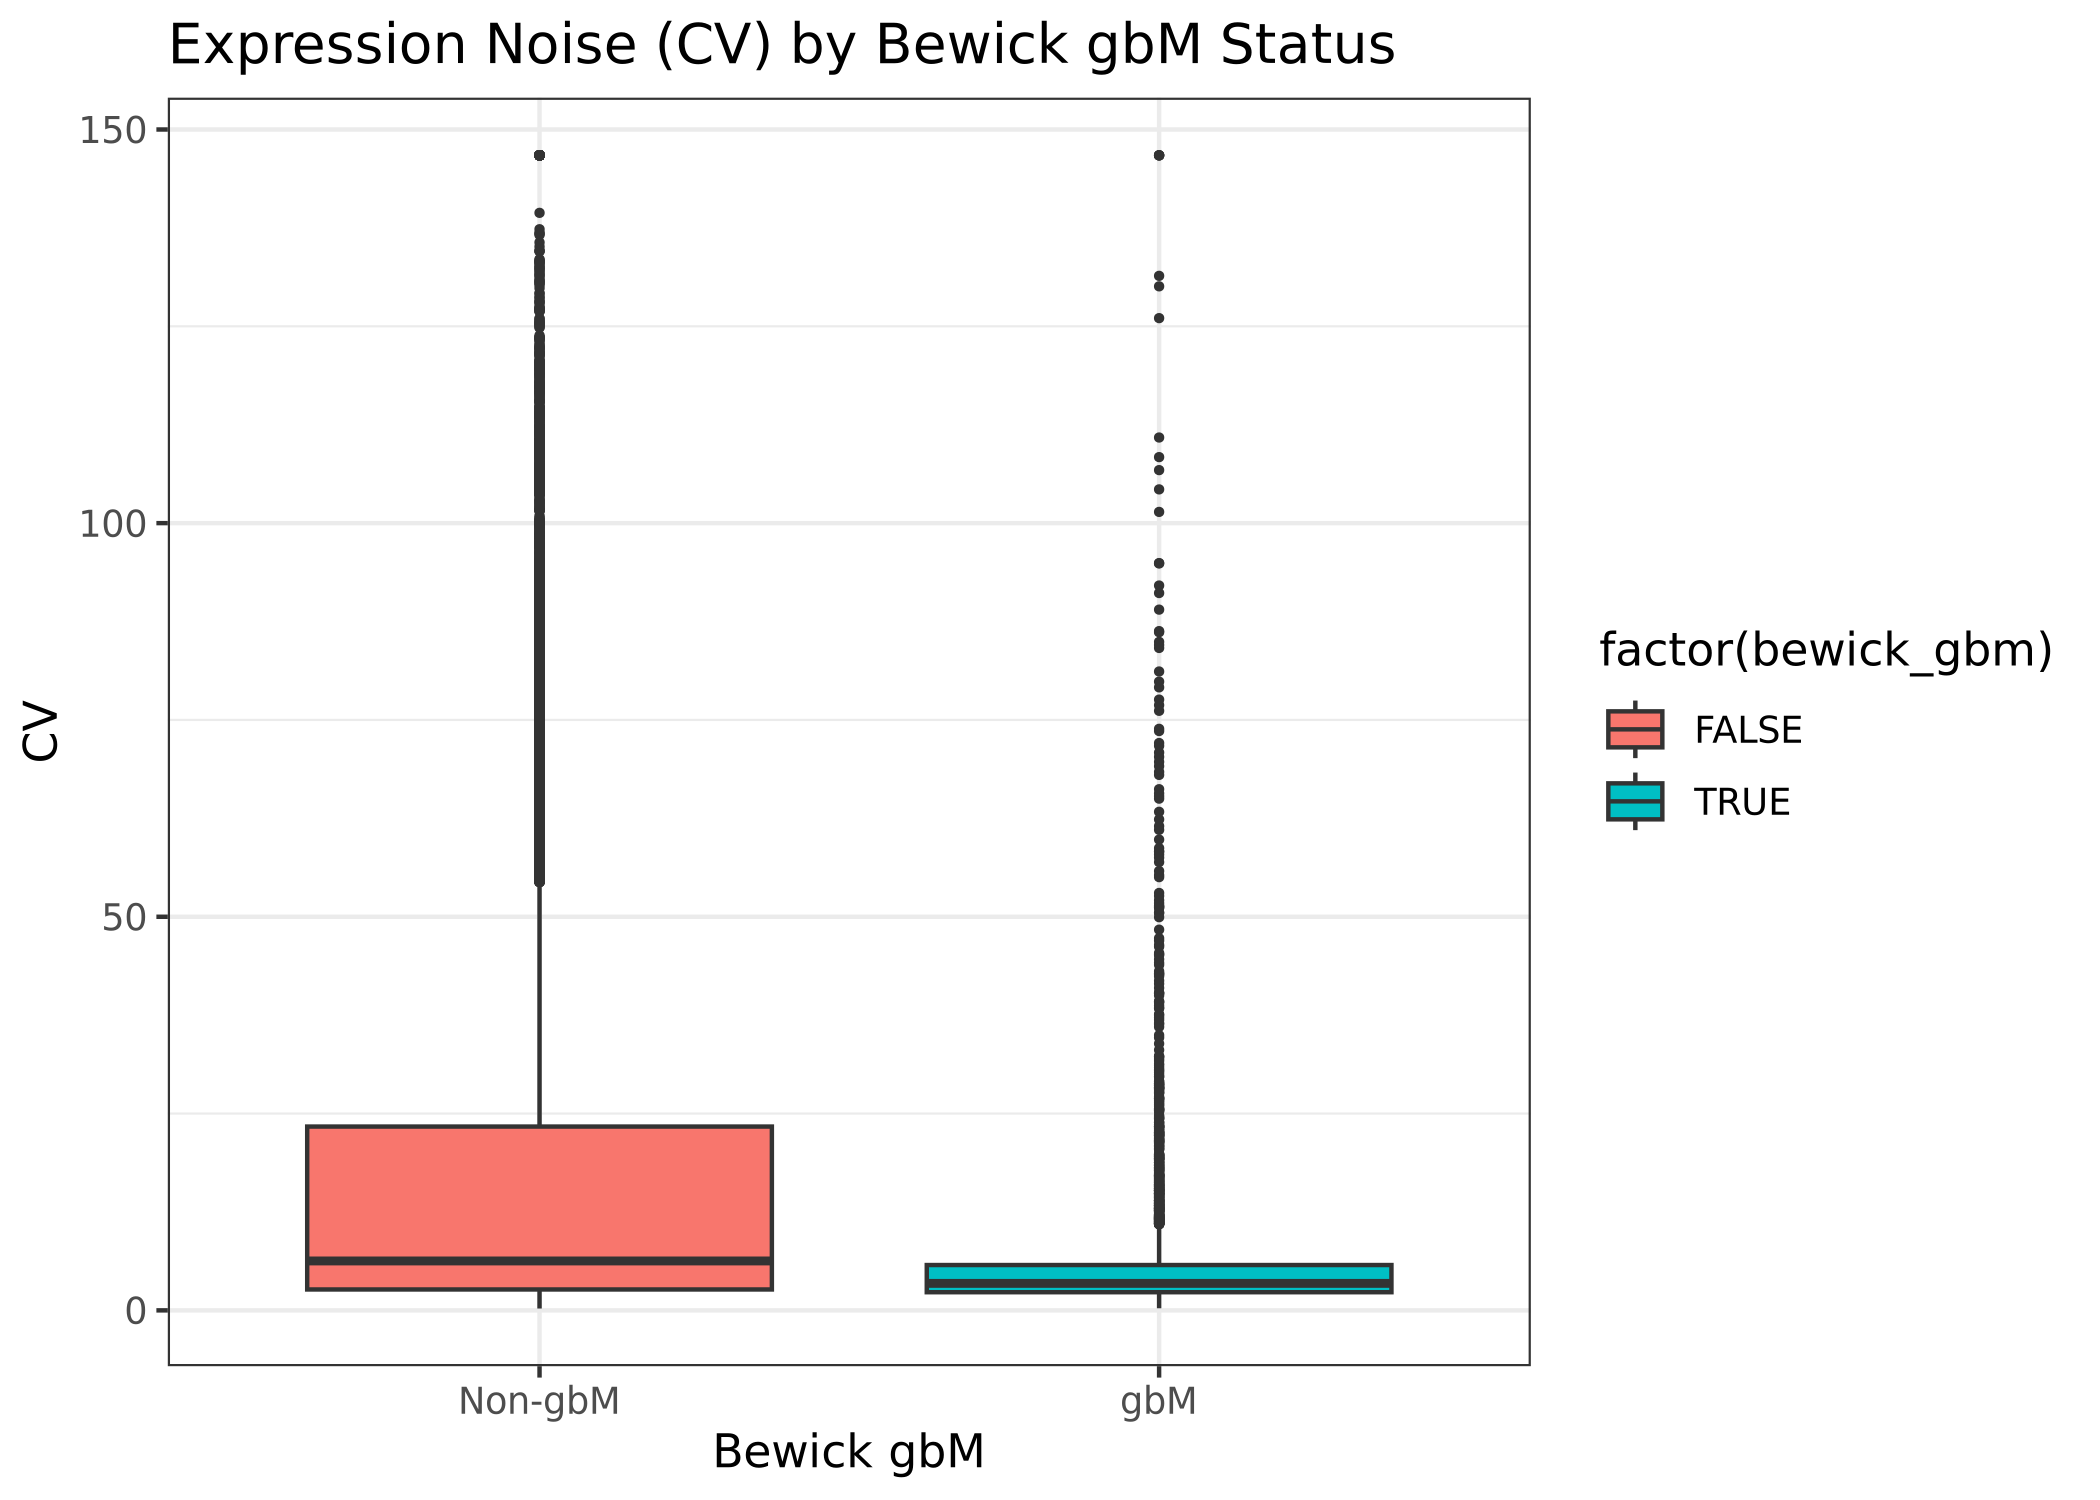 Expression Noise (CV) by Bewick gbM Status
150
100
50
0
CV
Non-gbM
gbM
Bewick gbM
factor(bewick_gbm)
FALSE
TRUE